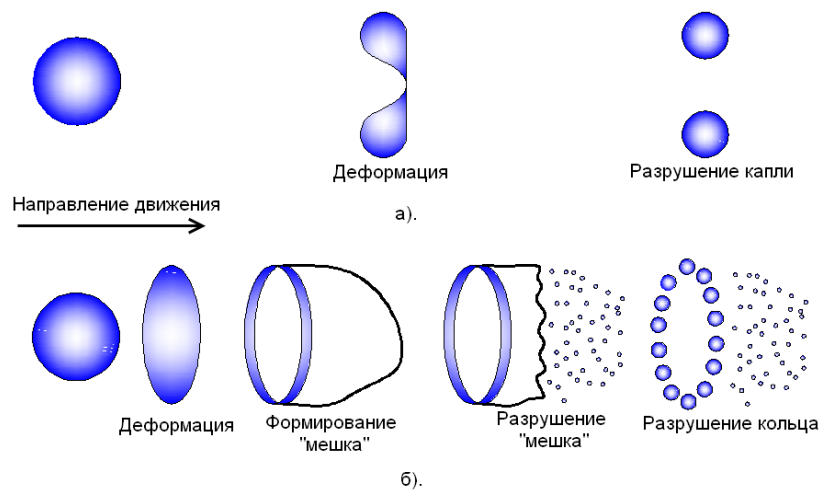 Деформация
Разрушение капли
Направление движения
а).
Деформация
Формирование
"мешка"
Разрушение
"мешка"
Разрушение кольца
б).